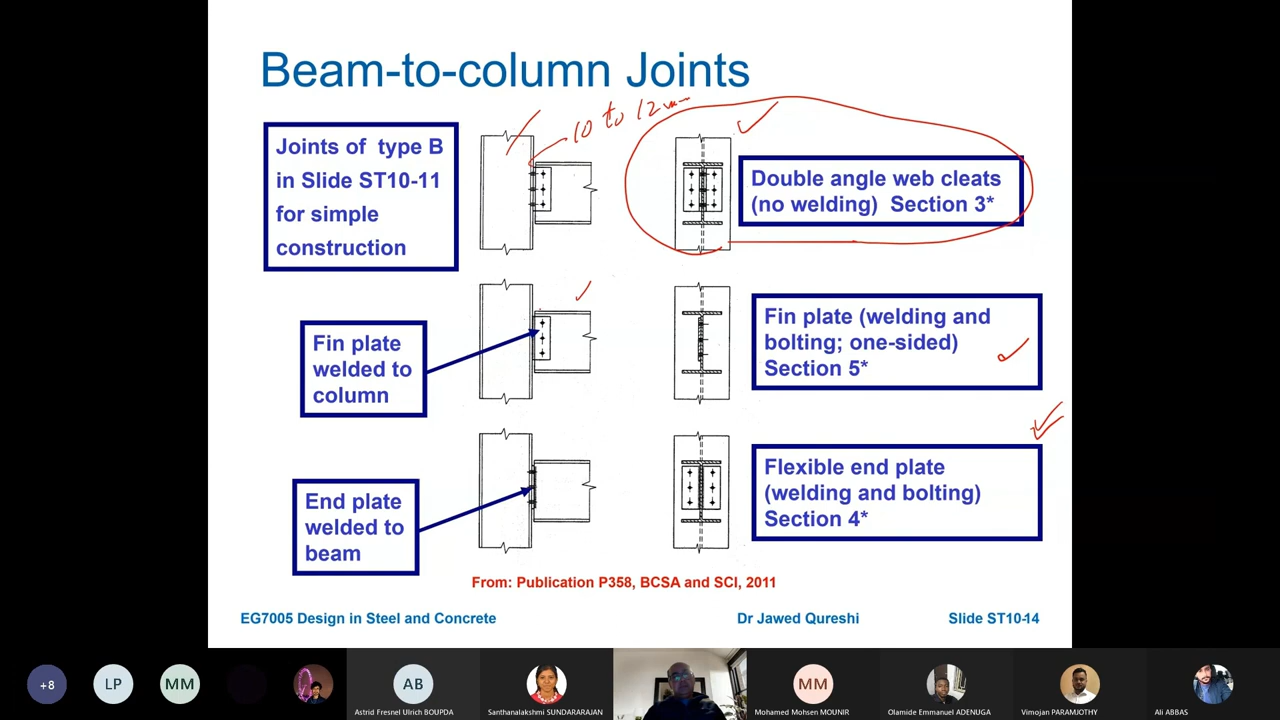 Beam-to-column Joints
10 to 12mm
Joints of type B
in Slide ST10-11
for simple
construction
Double angle web cleats
(no welding) Section 3*
Fin plate
welded to
column
Fin plate (welding and
bolting; one-sided)
Section 5*
End plate
welded to
beam
Flexible end plate
(welding and bolting)
Section 4*
From: Publication P358, BCSA and SCI, 2011
EG7005 Design in Steel and Concrete
Dr Jawed Qureshi
Slide ST10-14
+8
LP
MM
AB
MM
Astrid Fresnel Ulrich BOUPDA
Santhanalakshmi SUNDARARAJAN
Mohamed Mohsen MOUNIR
Olamide Emmanuel ADENUGA
Vimojan PARAMJOTHY
Ali ABBAS